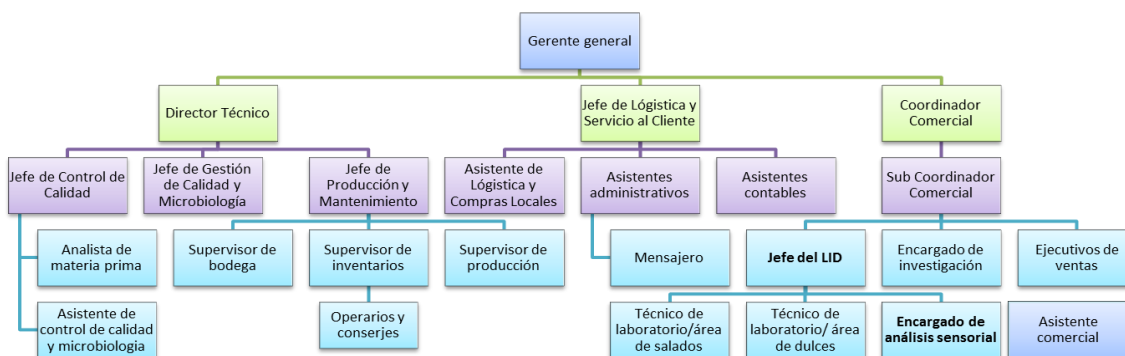 Gerente general
Director Técnico
Jefe de Lógistica y
Servicio al Cliente
Coordinador
Comercial
Jefe de Control de
Calidad
Jefe de Gestión
de Calidad y
Microbiología
Jefe de
Producción y
Mantenimiento
Asistente de
Lógistica y
Compras Locales
Asistentes
administrativos
Asistentes
contables
Sub Coordinador
Comercial
Analista de
materia prima
Supervisor de
bodega
Supervisor de
inventarios
Supervisor de
producción
Mensajero
Jefe del LID
Encargado de
investigación
Ejecutivos de
ventas
Asistente de
control de calidad
y microbiologia
Operarios y
conserjes
Técnico de
laboratorio/área
de salados
Técnico de
laboratorio/ área
de dulces
Encargado de
análisis sensorial
Asistente
comercial